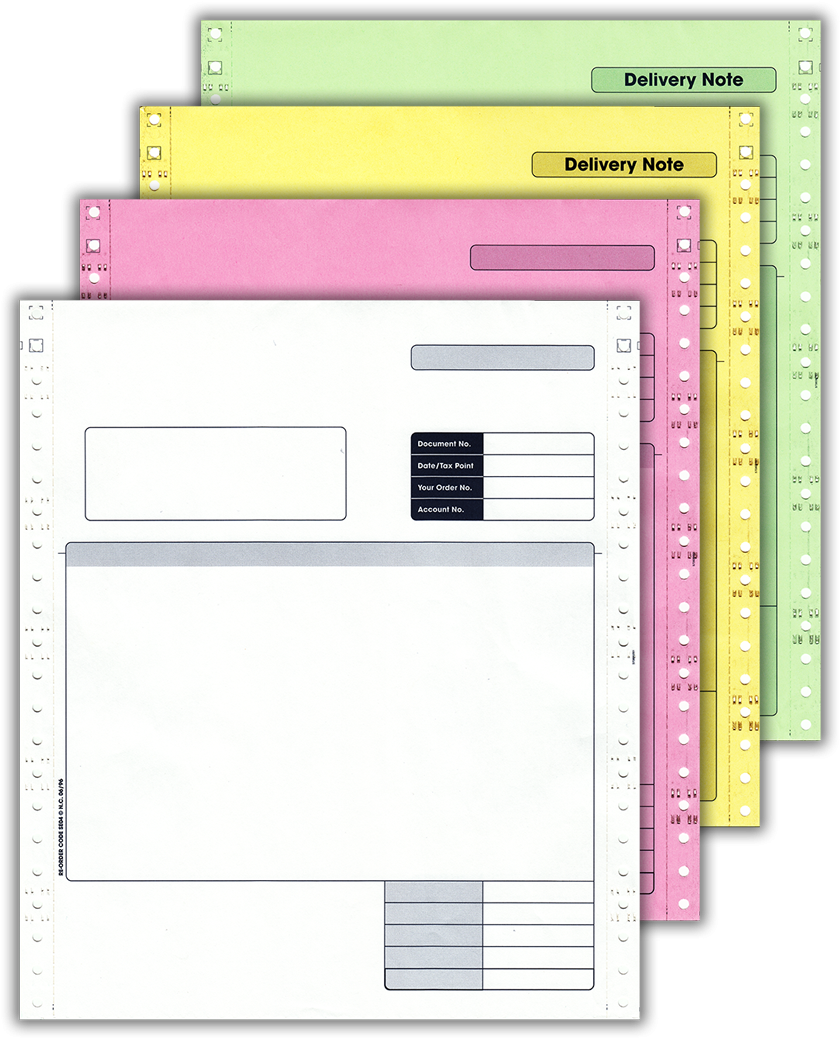 Delivery Note
Delivery Note
Document No.
Date/Tax Point
Your Order No.
Account No.
RE-ORDER CODE SE04 © N.C. 06/96